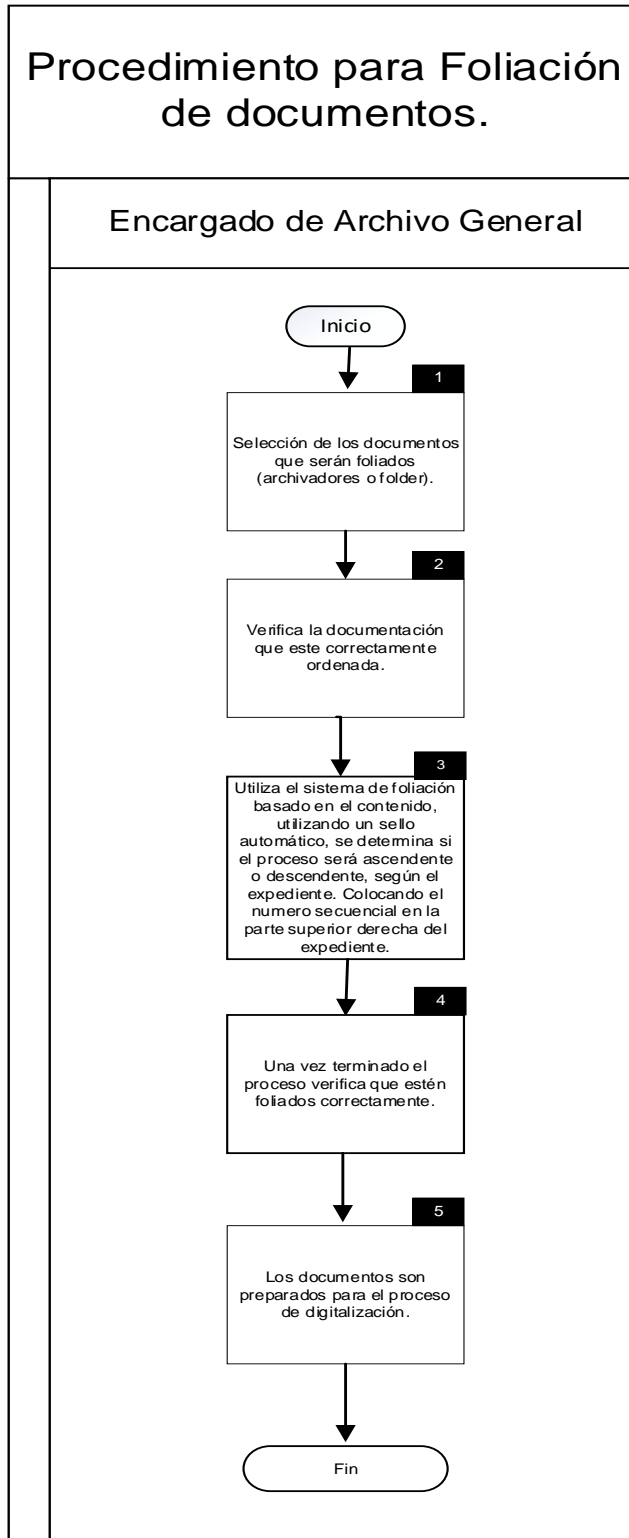 Procedimiento para Foliación
de documentos.
Encargado de Archivo General
Inicio
1
Selección de los documentos
que serán foliados
(archivadores o folder).
2
Verifica la documentación
que este correctamente
ordenada.
3
Utiliza el sistema de foliación
basado en el contenido,
utilizando un sello
automático, se determina si
el proceso será ascendente
o descendente, según el
expediente. Colocando el
numero secuencial en la
parte superior derecha del
expediente.
4
Una vez terminado el
proceso verifica que estén
foliados correctamente.
5
Los documentos son
preparados para el proceso
de digitalización.
Fin